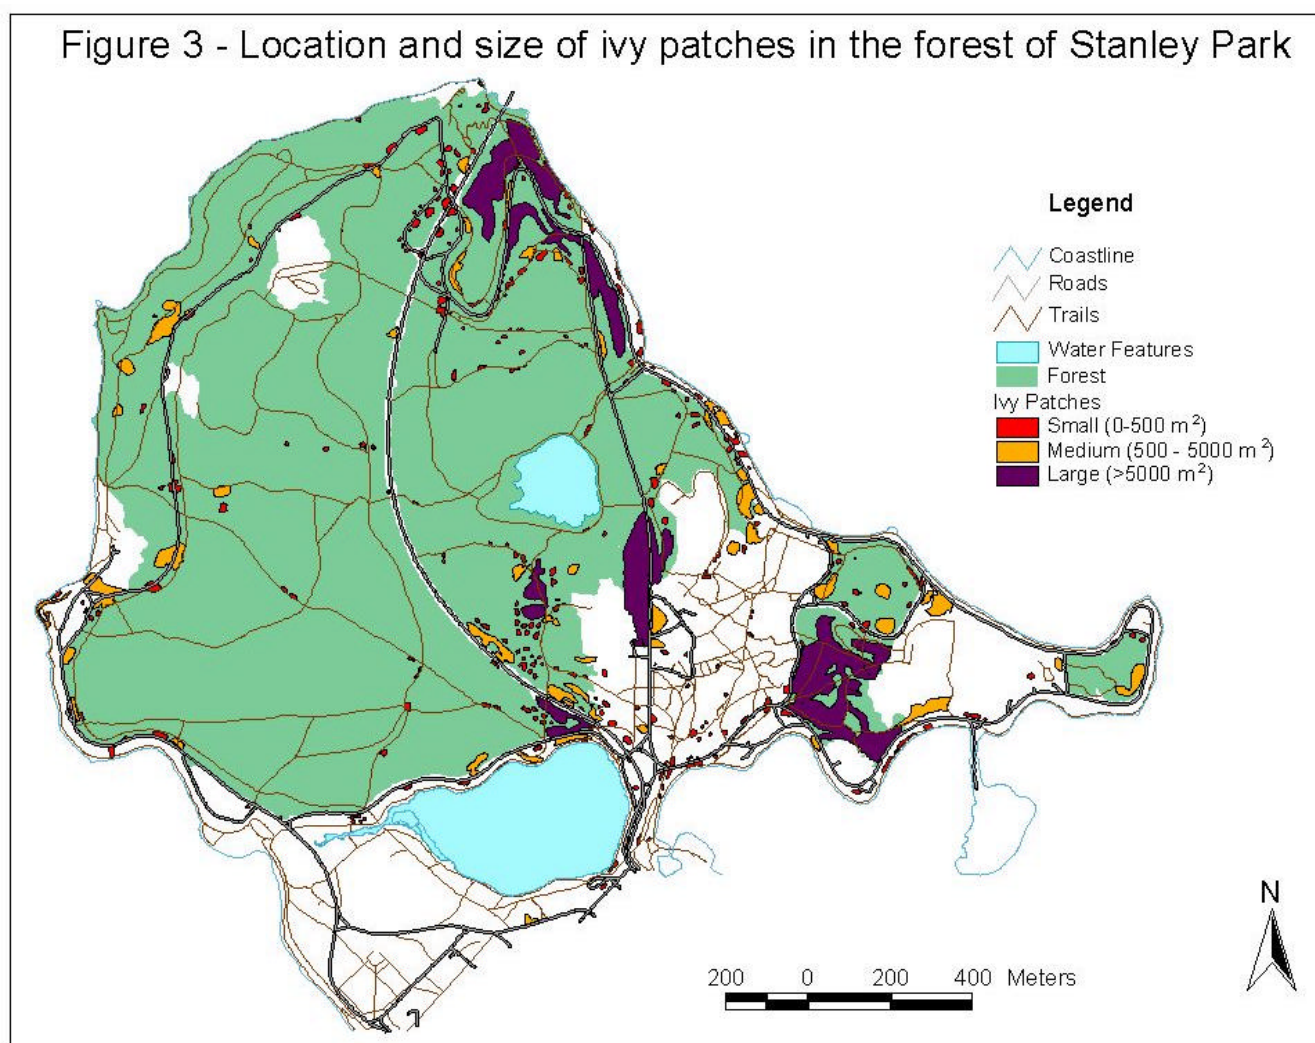 Figure 3 - Location and size of ivy patches in the forest of Stanley Park
Legend
Coastline
Roads
Trails
Water Features
Forest
Ivy Patches
Small (0-500 m²)
Medium (500 - 5000 m²)
Large (>5000 m²)
N
200 0 200 400 Meters